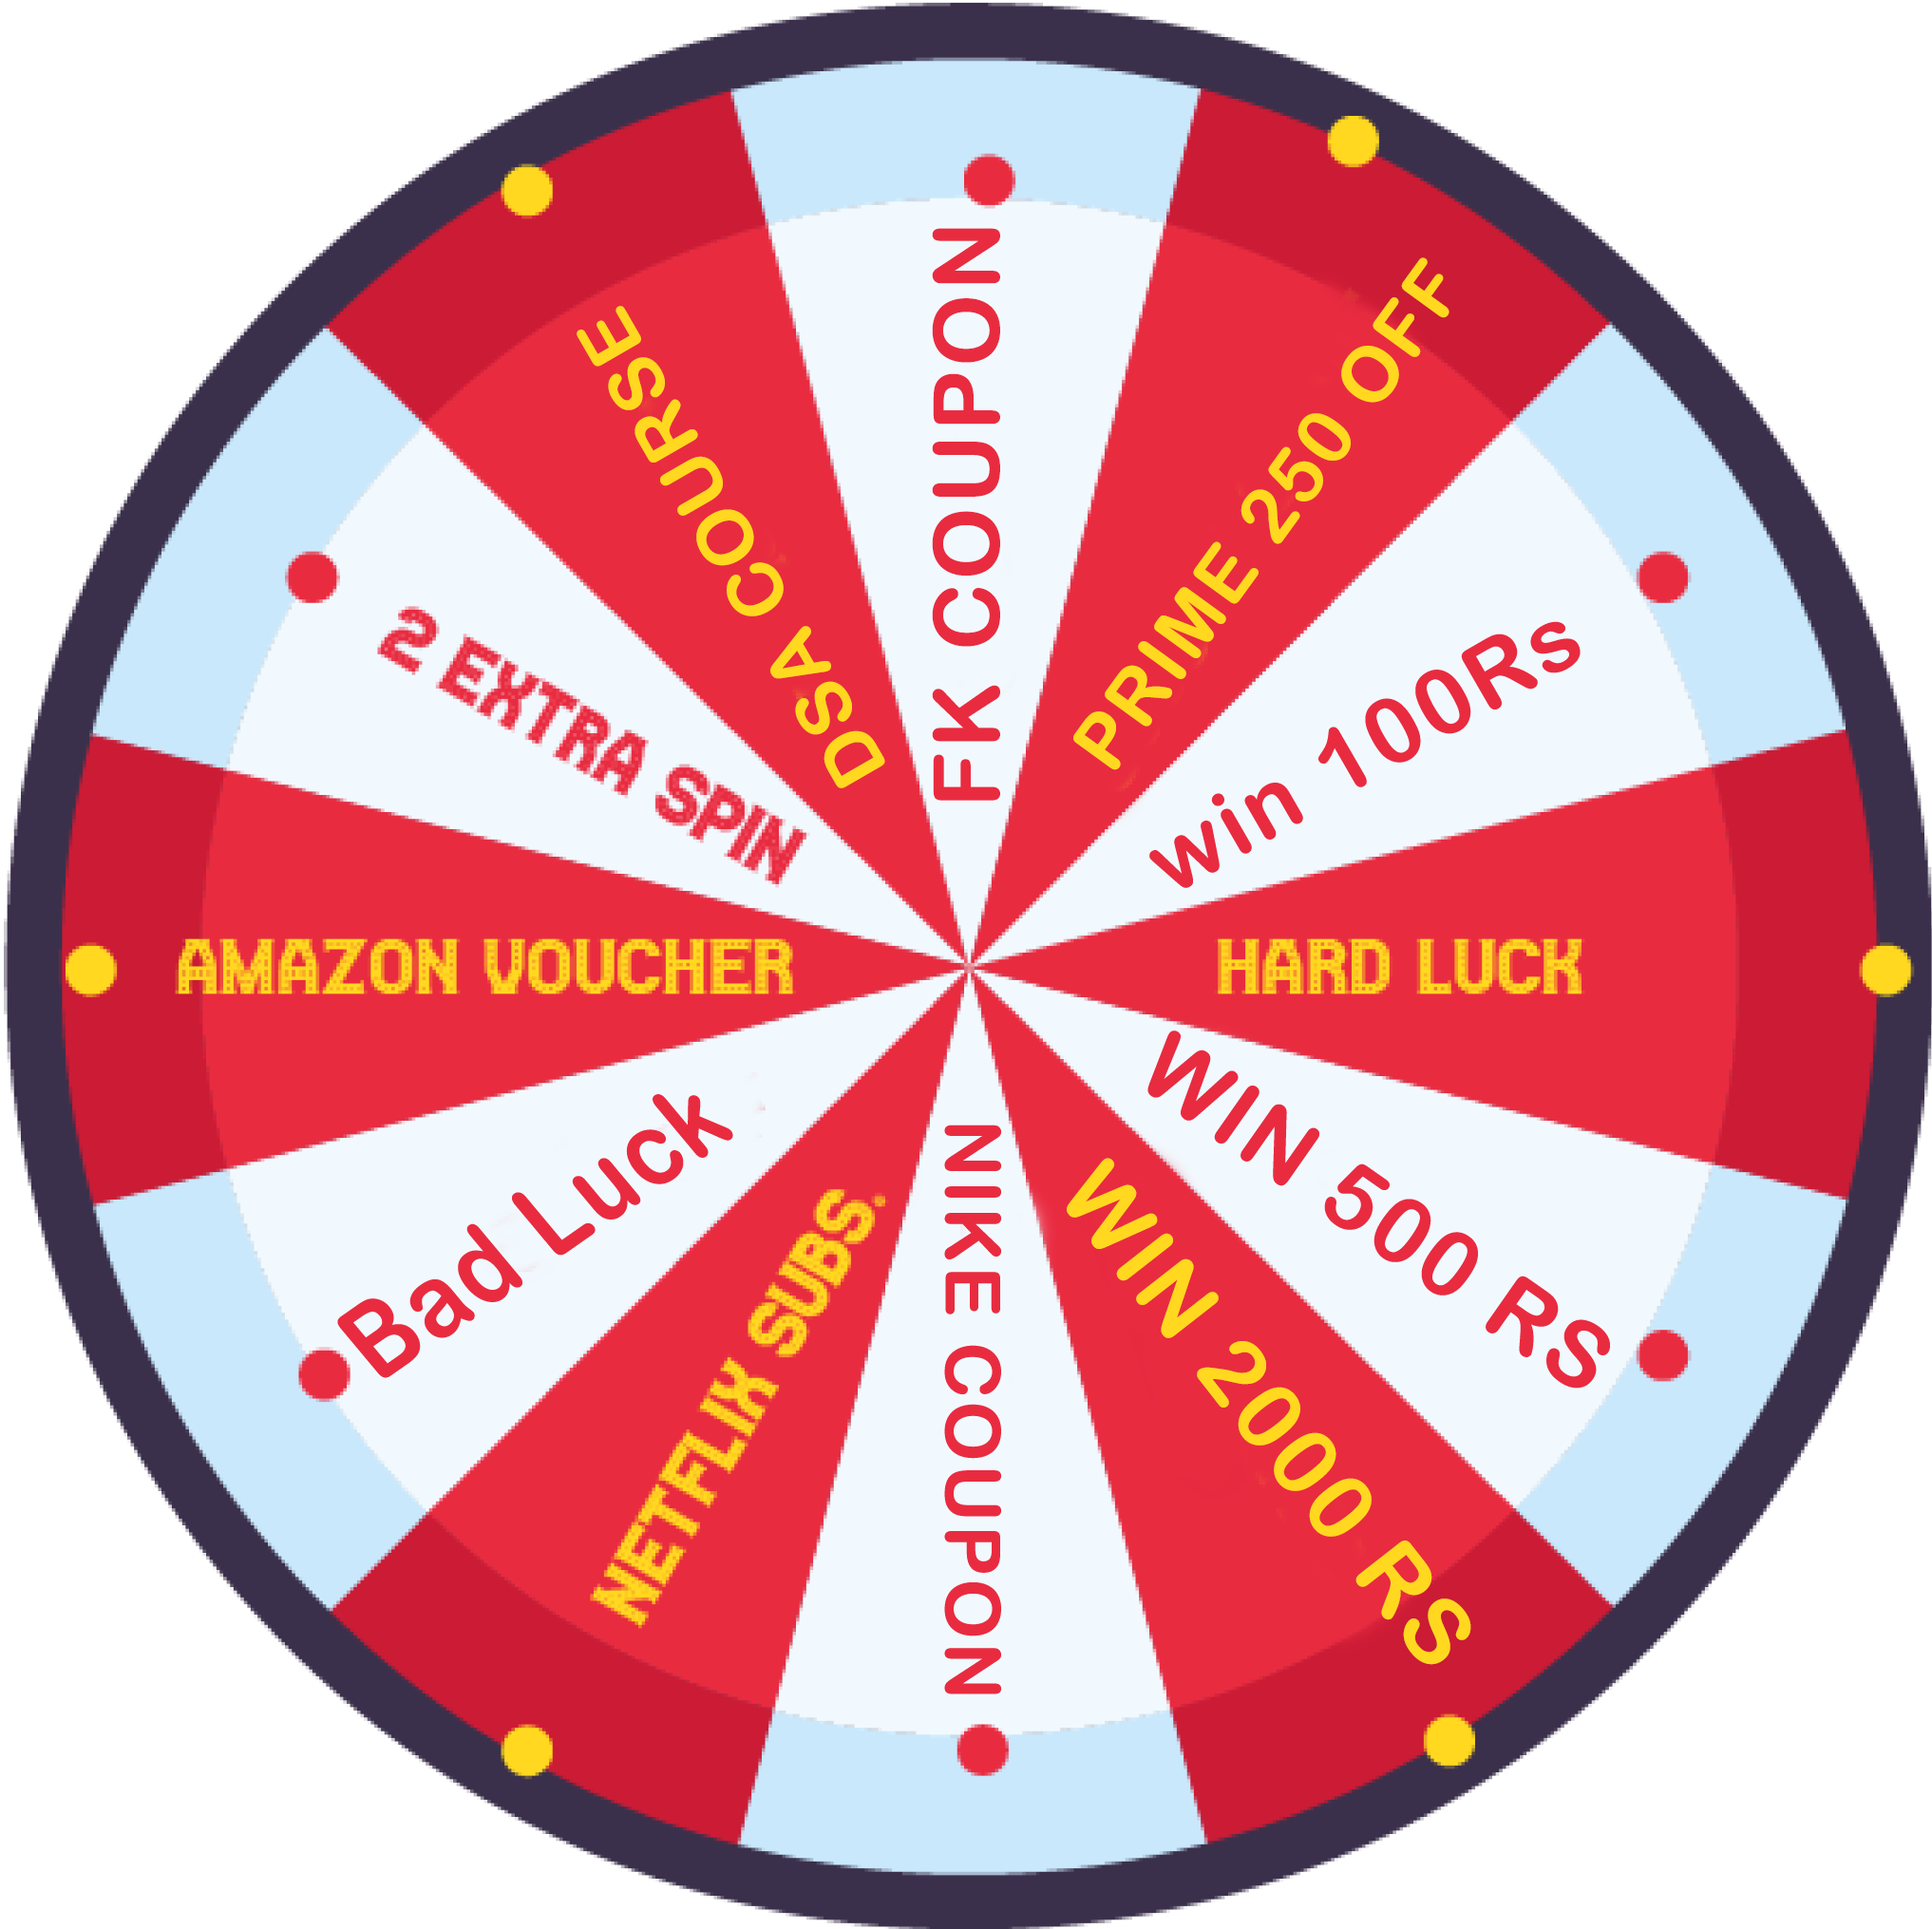 FK COUPON
PRIME 250 OFF
win 100Rs
HARD LUCK
WIN 500 RS
WIN 2000 RS
NIKE COUPON
NETFLIX SUBS.
Bad Luck
AMAZON VOUCHER
2 EXTRA SPIN
DSA COURSE